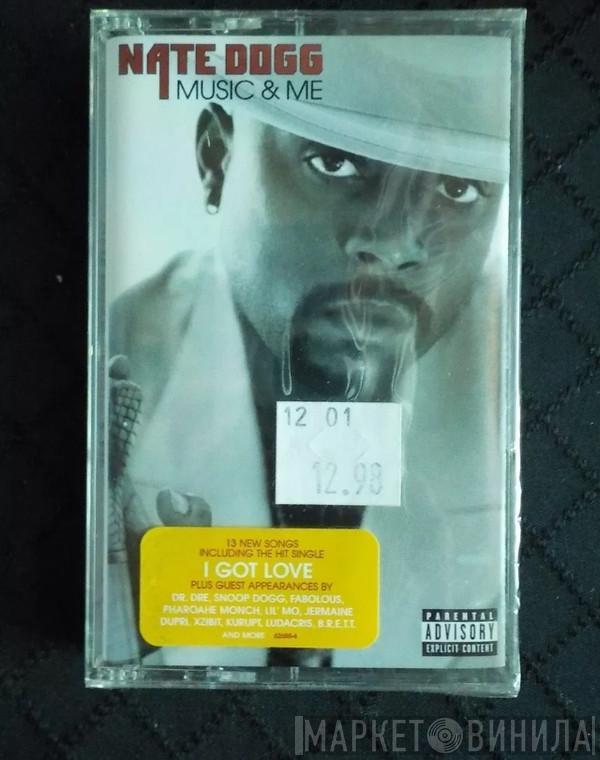 NATE DOGG
MUSIC & ME
12 01
12.98
13 NEW SONGS
INCLUDING THE HIT SINGLE
I GOT LOVE
PLUS GUEST APPEARANCES BY
DR. DRE, SNOOP DOGG, FABOLOUS,
PHAROAHE MONCH, LIL' MO, JERMAINE
DUPRI, XZIBIT, KURUPT, LUDACRIS, B.R.E.T.T.
AND MORE
PARENTAL
ADVISORY
EXPLICIT CONTENT
МАРКЕТ ВИНИЛА